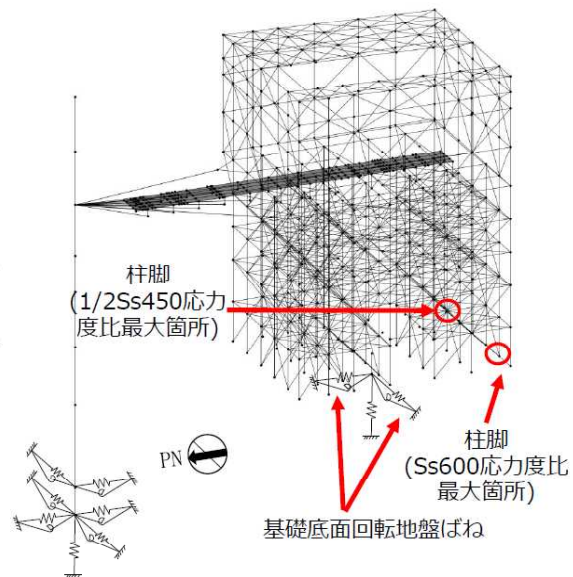 柱脚
(1/2Ss450応力
度比最大箇所)
PN
柱脚
(Ss600応力度比
最大箇所)
基礎底面回転地盤ばね